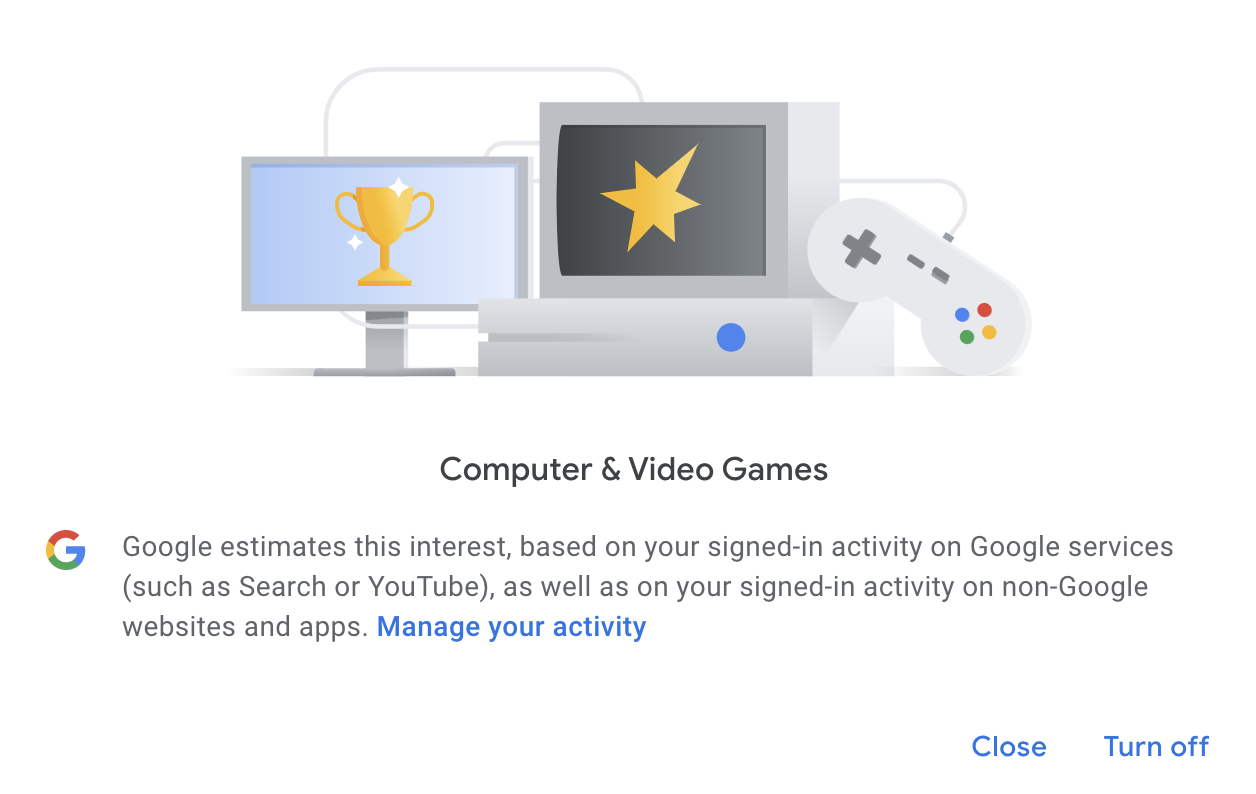 Computer & Video Games
Google estimates this interest, based on your signed-in activity on Google services
(such as Search or YouTube), as well as on your signed-in activity on non-Google
websites and apps. Manage your activity
Close Turn off